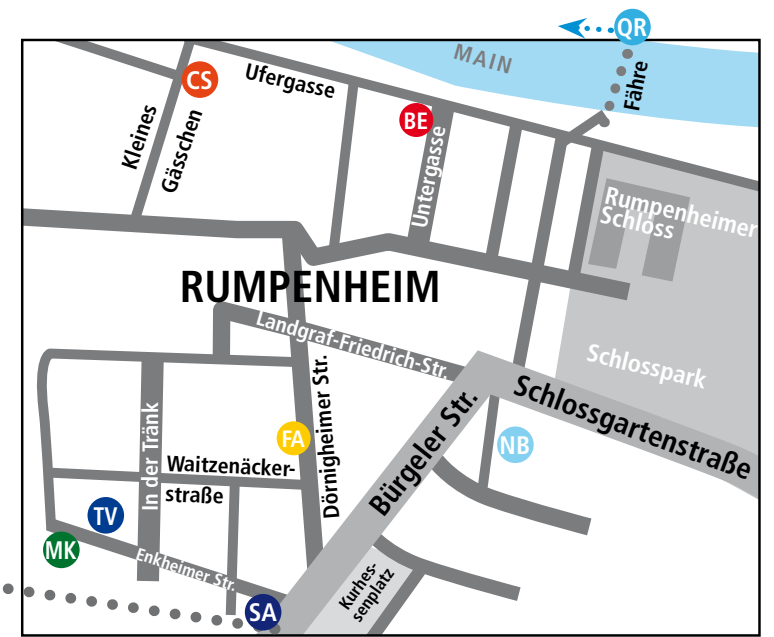 QR
MAIN
Fähre
CS
Ufergasse
Kleines
Gässchen
BE
Untergasse
Rumpenheimer
Schloss
RUMPENHEIM
Landgraf-Friedrich-Str.
Schlosspark
Schlossgartenstraße
Dörnigheimer Str.
Bürgeler Str.
In der Tränk
FA
NB
Waitzenäcker-
straße
TV
MK
Enkheimer Str.
Kurhes-
senplatz
SA